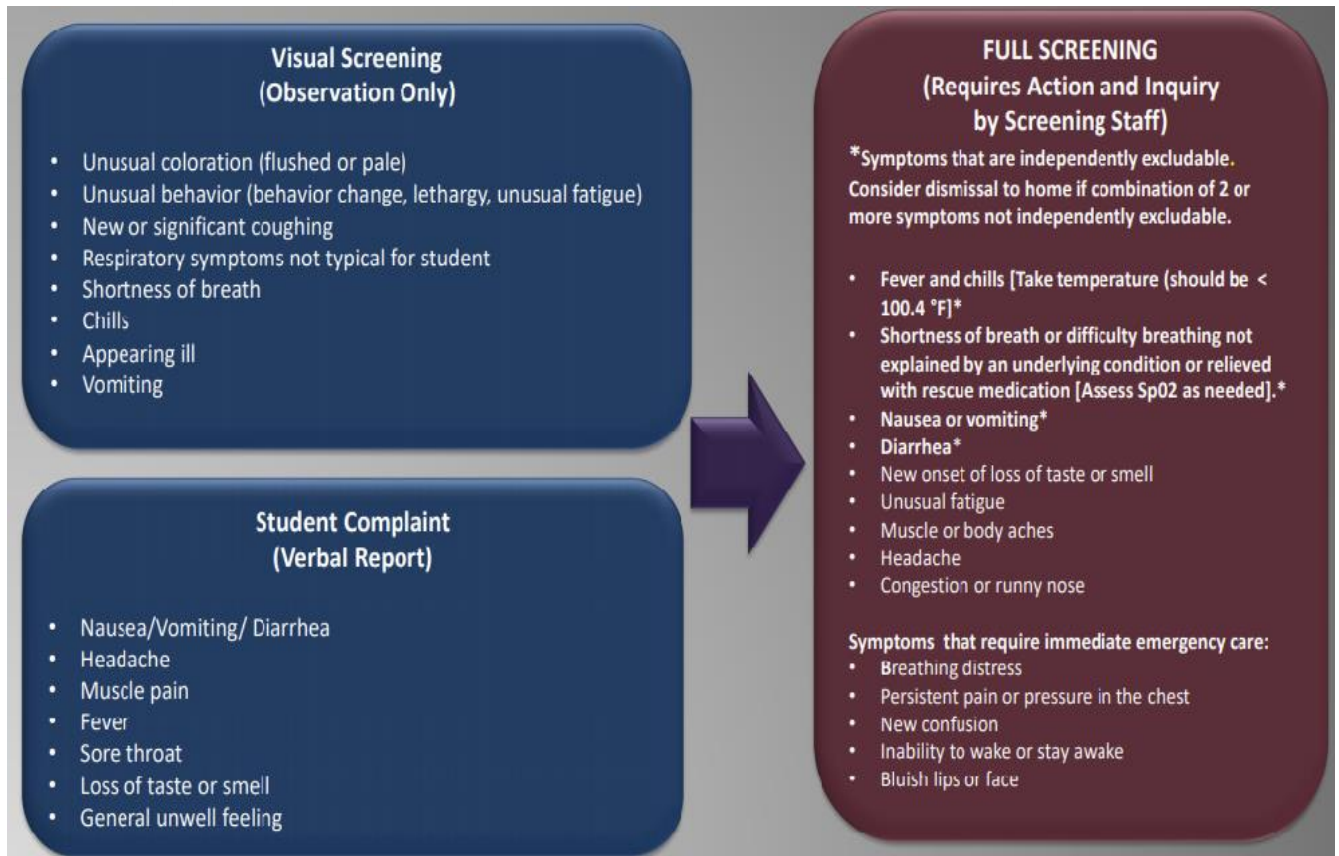 Visual Screening
(Observation Only)
• Unusual coloration (flushed or pale)
• Unusual behavior (behavior change, lethargy, unusual fatigue)
• New or significant coughing
• Respiratory symptoms not typical for student
• Shortness of breath
• Chills
• Appearing ill
• Vomiting
Student Complaint
(Verbal Report)
• Nausea/Vomiting/ Diarrhea
• Headache
• Muscle pain
• Fever
• Sore throat
• Loss of taste or smell
• General unwell feeling
FULL SCREENING
(Requires Action and Inquiry
by Screening Staff)
*Symptoms that are independently excludable.
Consider dismissal to home if combination of 2 or
more symptoms not independently excludable.
• Fever and chills [Take temperature (should be <
100.4 °F]*
• Shortness of breath or difficulty breathing not
explained by an underlying condition or relieved
with rescue medication [Assess Sp02 as needed].*
• Nausea or vomiting*
• Diarrhea*
• New onset of loss of taste or smell
• Unusual fatigue
• Muscle or body aches
• Headache
• Congestion or runny nose
Symptoms that require immediate emergency care:
• Breathing distress
• Persistent pain or pressure in the chest
• New confusion
• Inability to wake or stay awake
• Bluish lips or face